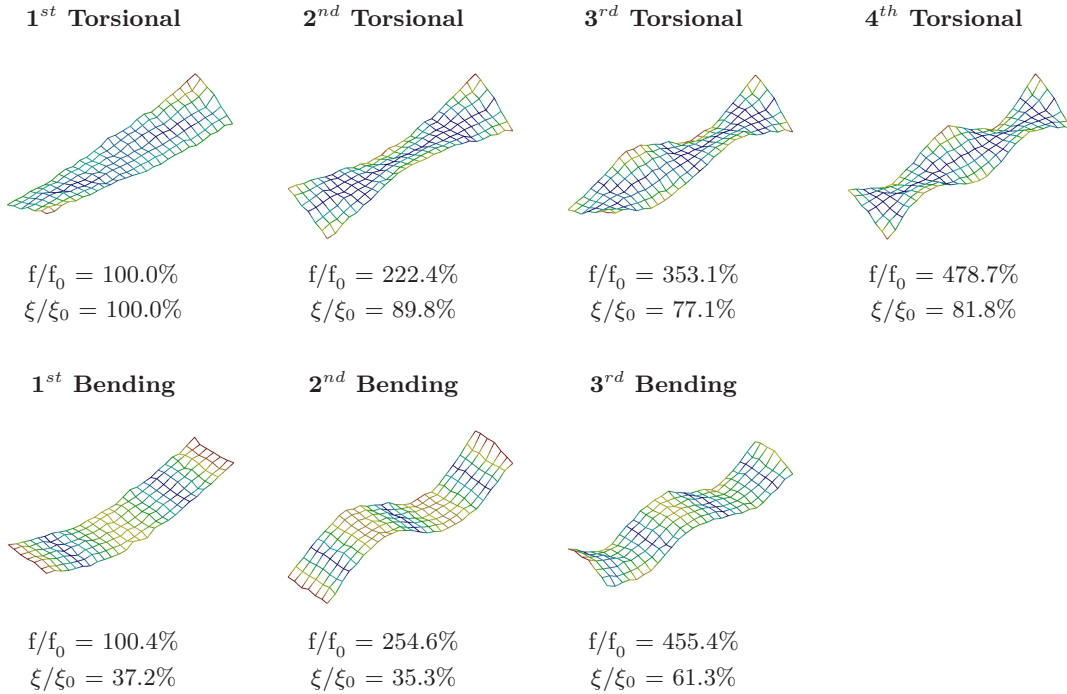 1st Torsional 2nd Torsional 3rd Torsional 4th Torsional
f/f0 = 100.0% f/f0 = 222.4% f/f0 = 353.1% f/f0 = 478.7%
ξ/ξ0 = 100.0% ξ/ξ0 = 89.8% ξ/ξ0 = 77.1% ξ/ξ0 = 81.8%
1st Bending 2nd Bending 3rd Bending
f/f0 = 100.4% f/f0 = 254.6% f/f0 = 455.4%
ξ/ξ0 = 37.2% ξ/ξ0 = 35.3% ξ/ξ0 = 61.3%